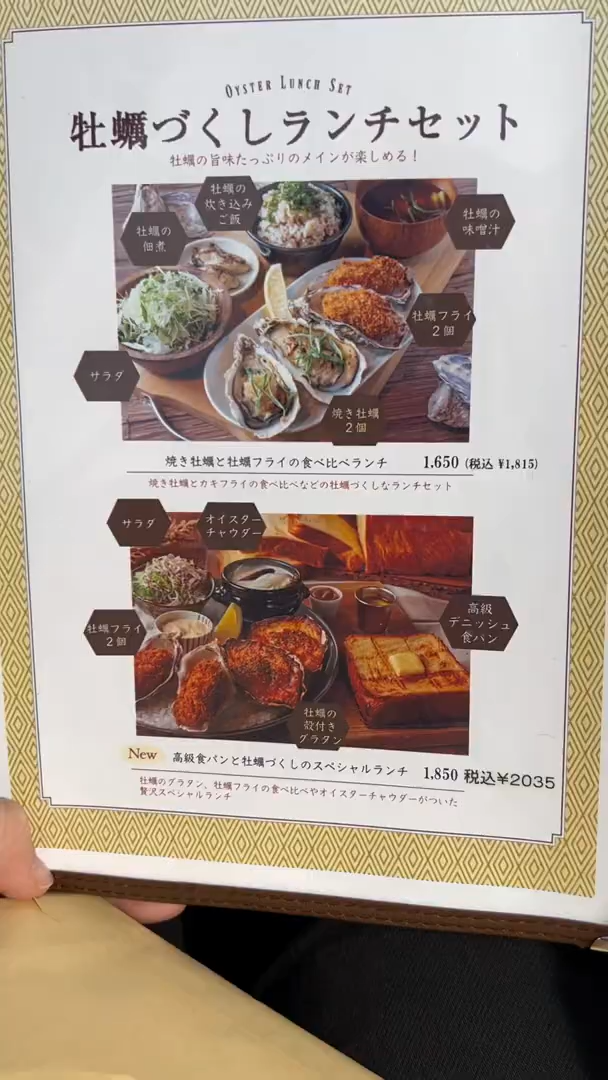 OYSTER LUNCH SET
牡蠣づくしランチセット
牡蠣の旨味たっぷりのメインが楽しめる！
牡蠣の
炊き込み
ご飯
牡蠣の
佃煮
牡蠣の
味噌汁
牡蠣フライ
2個
サラダ
焼き牡蠣
2個
焼き牡蠣と牡蠣フライの食べ比べランチ 1,650 (税込 ¥1,815)
焼き牡蠣とカキフライの食べ比べなどの牡蠣づくしなランチセット
サラダ
オイスター
チャウダー
牡蠣フライ
2個
高級
デニッシュ
食パン
牡蠣の
殻付き
グラタン
New 高級食パンと牡蠣づくしのスペシャルランチ 1,850 税込¥2035
牡蠣のグラタン、牡蠣フライの食べ比べやオイスターチャウダーがついた
贅沢スペシャルランチ